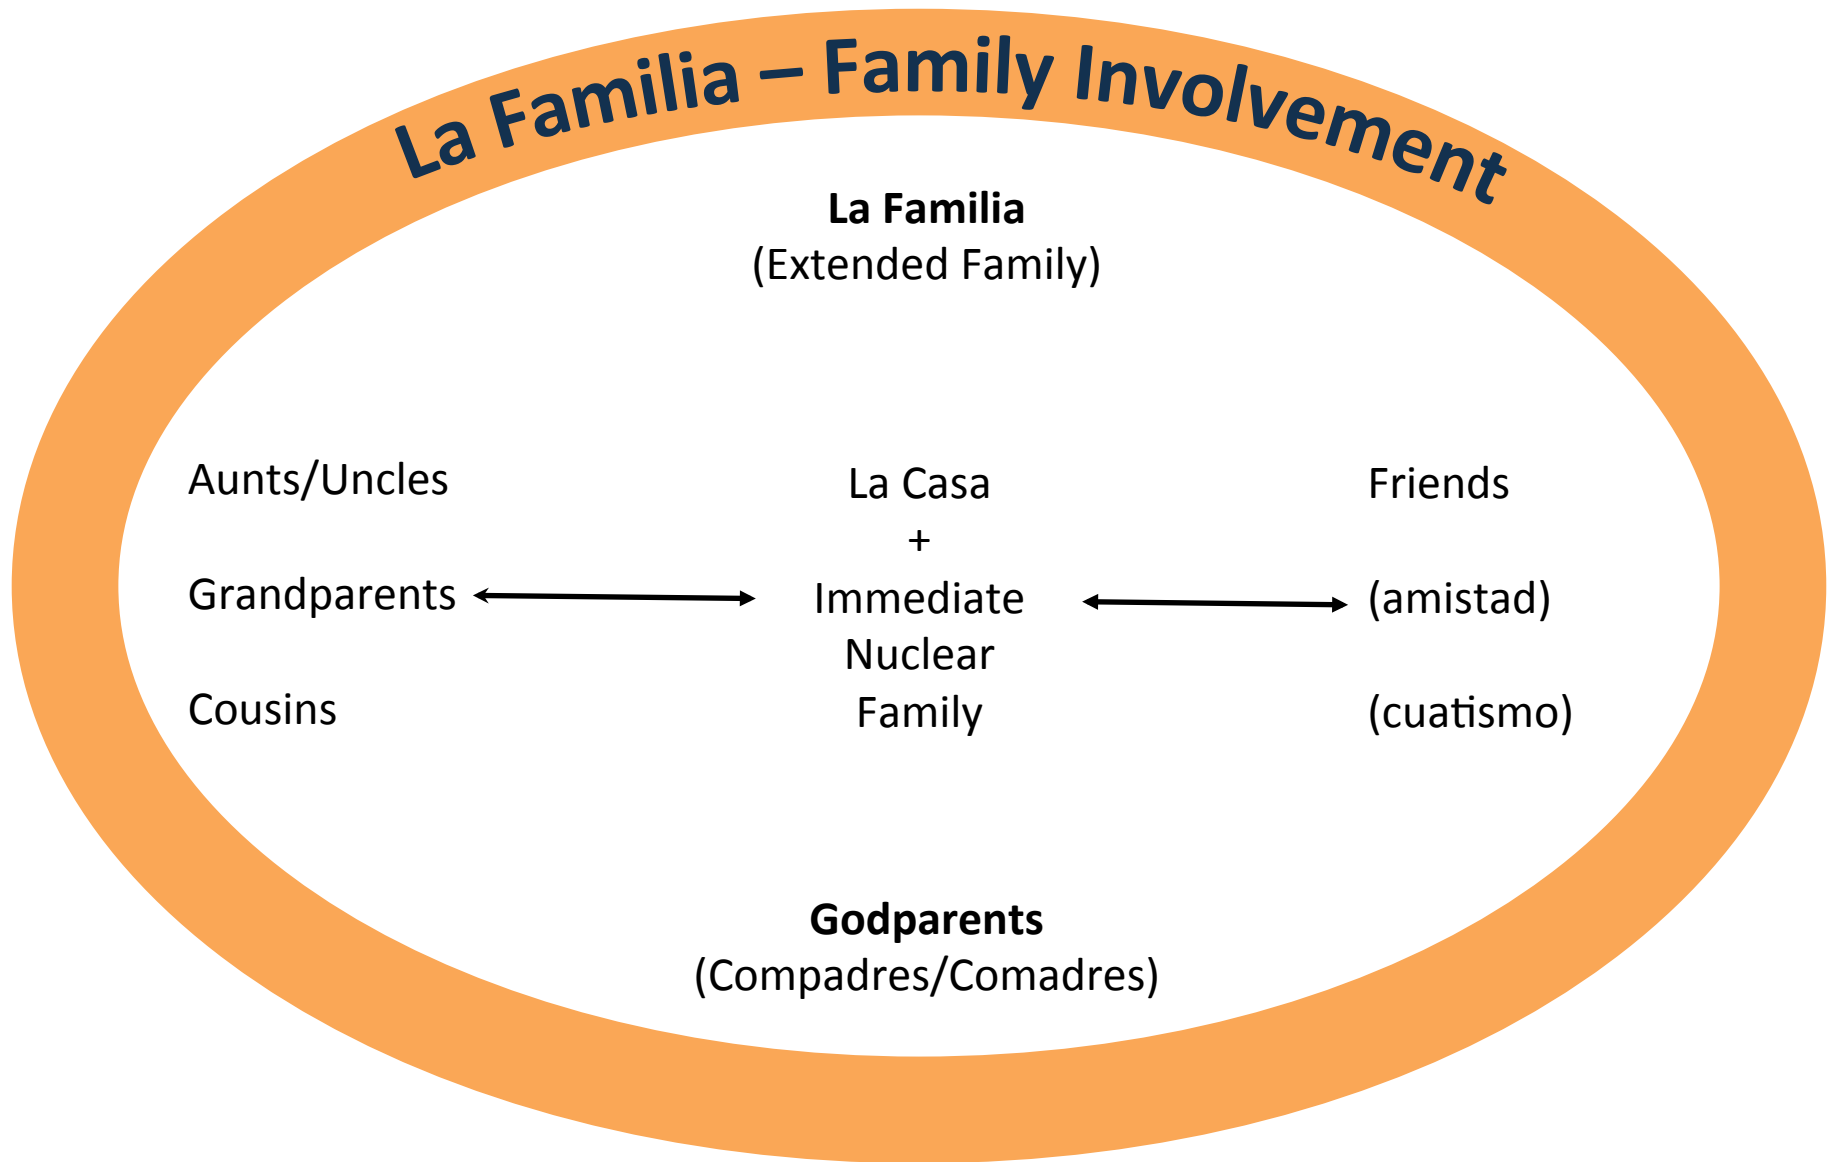 La Familia – Family Involvement
La Familia
(Extended Family)
Aunts/Uncles
Grandparents
Cousins
La Casa
+
Immediate
Nuclear
Family
Friends
(amistad)
(cuatismo)
Godparents
(Compadres/Comadres)